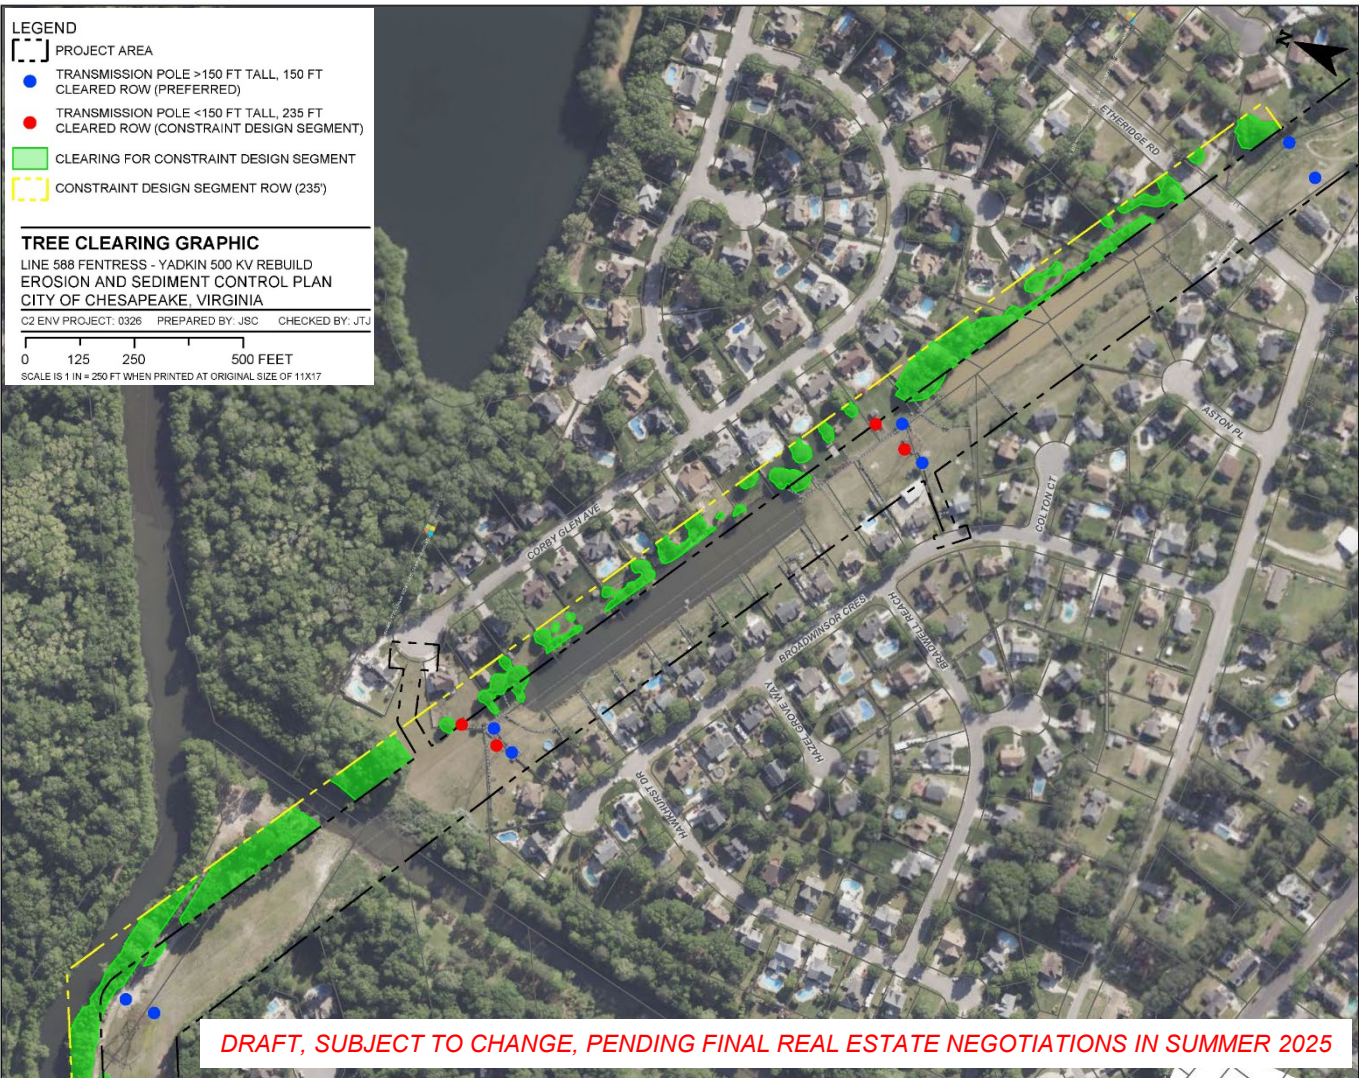 LEGEND
PROJECT AREA
TRANSMISSION POLE >150 FT TALL, 150 FT
CLEARED ROW (PREFERRED)
TRANSMISSION POLE <150 FT TALL, 235 FT
CLEARED ROW (CONSTRAINT DESIGN SEGMENT)
CLEARING FOR CONSTRAINT DESIGN SEGMENT
CONSTRAINT DESIGN SEGMENT ROW (235')
TREE CLEARING GRAPHIC
LINE 588 FENTRESS - YADKIN 500 KV REBUILD
EROSION AND SEDIMENT CONTROL PLAN
CITY OF CHESAPEAKE, VIRGINIA
C2 ENV PROJECT: 0326 PREPARED BY: JSC CHECKED BY: JTJ
0 125 250 500 FEET
SCALE IS 1 IN = 250 FT WHEN PRINTED AT ORIGINAL SIZE OF 11X17
N
ETHERIDGE RD
ASTON PL
COLTON CT
CORBY GLEN AVE
BROADWINSOR CRES
BRADWELL REACH
HAZEL GROVE WAY
HAWKHURST DR
DRAFT, SUBJECT TO CHANGE, PENDING FINAL REAL ESTATE NEGOTIATIONS IN SUMMER 2025